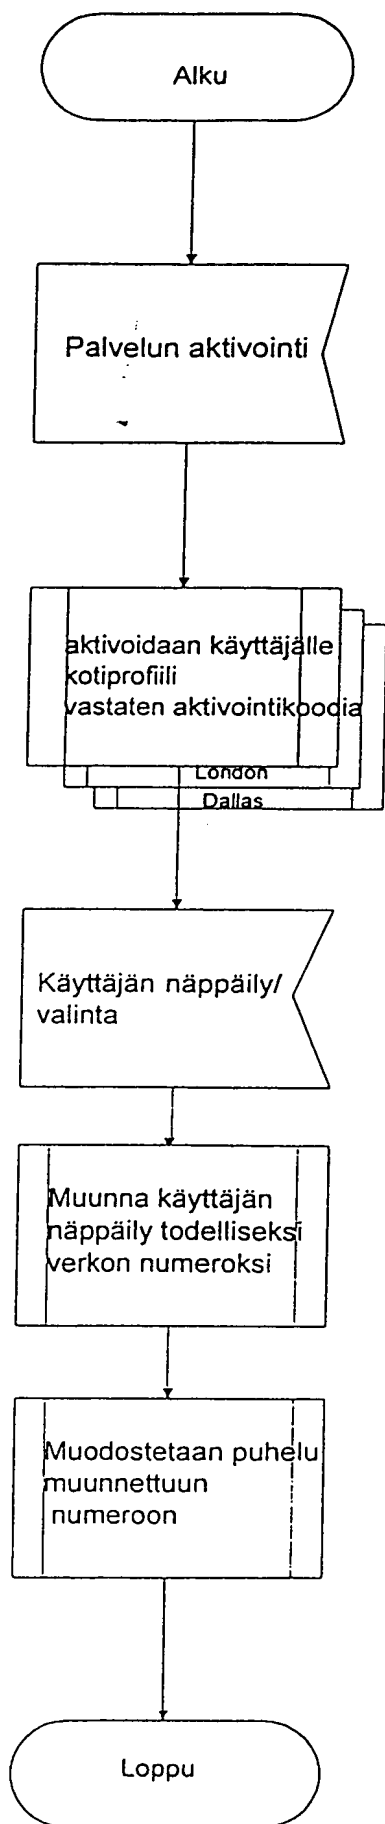 Alku
Palvelun aktivointi
aktivoidaan käyttäjälle
kotiprofiili
vastaten aktivointikoodia
London
Dallas
Käyttäjän näppäily/
valinta
Muunna käyttäjän
näppäily todelliseksi
verkon numeroksi
Muodostetaan puhelu
muunnettuun
numeroon
Loppu